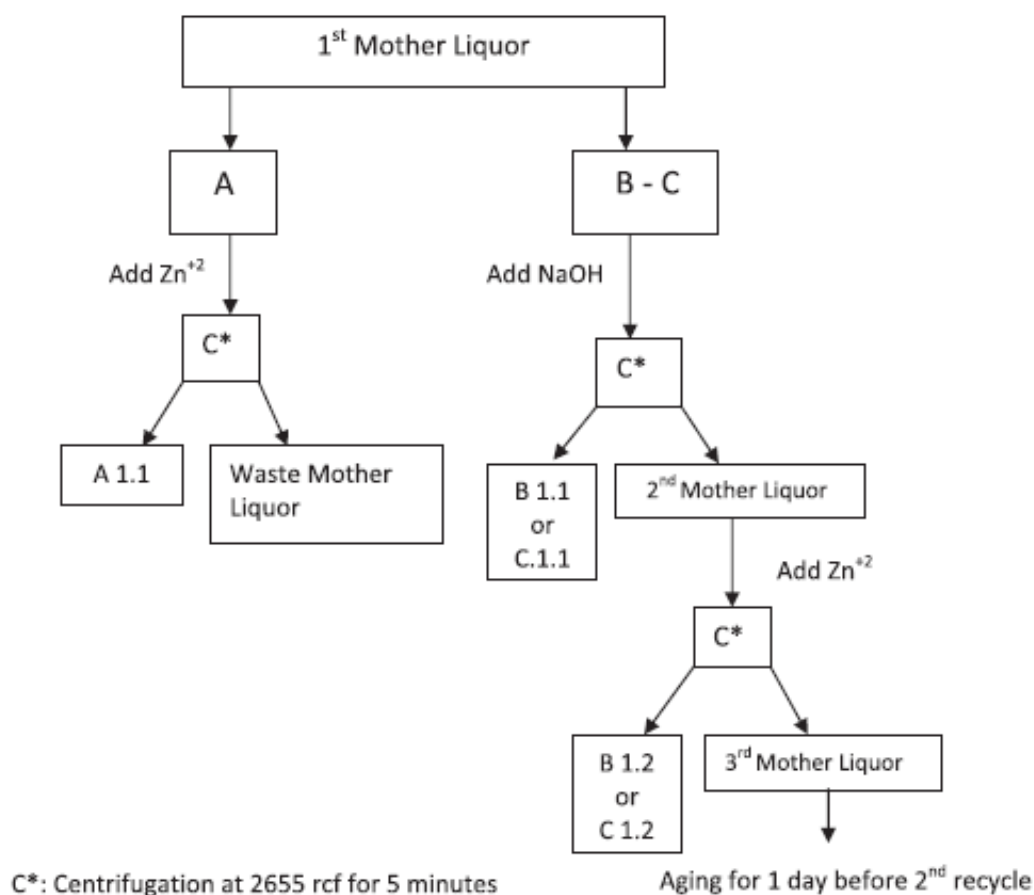 1st Mother Liquor
A
B - C
Add Zn+2
Add NaOH
C*
C*
A 1.1
Waste Mother
Liquor
B 1.1
or
C.1.1
2nd Mother Liquor
Add Zn+2
C*
B 1.2
or
C 1.2
3rd Mother Liquor
C*: Centrifugation at 2655 rcf for 5 minutes
Aging for 1 day before 2nd recycle